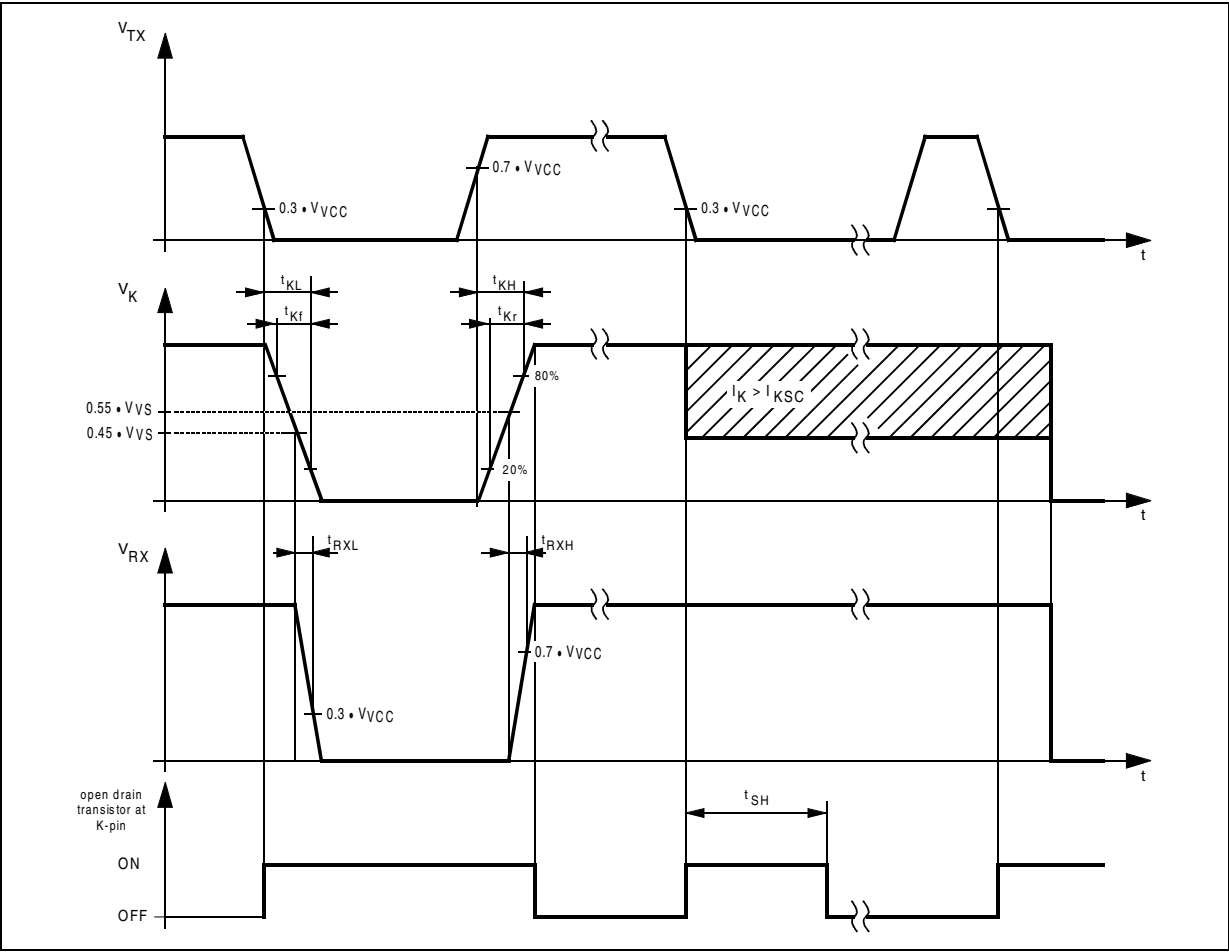 VTX
0.7 • VVCC
0.3 • VVCC
0.3 • VVCC
t
tKL
tKH
VK
tKf
tKr
80%
IK > IKSC
0.55 • VVS
0.45 • VVS
20%
t
tRXL
tRXH
VRX
0.7 • VVCC
0.3 • VVCC
t
open drain
transistor at
K-pin
tSH
ON
OFF